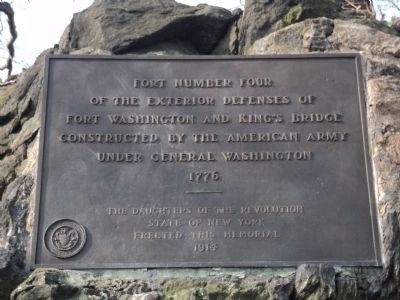 FORT NUMBER FOUR
OF THE EXTERIOR DEFENSES OF
FORT WASHINGTON AND KING'S BRIDGE
CONSTRUCTED BY THE AMERICAN ARMY
UNDER GENERAL WASHINGTON
1776
THE DAUGHTERS OF THE REVOLUTION
STATE OF NEW YORK
ERECTED THIS MEMORIAL
1914